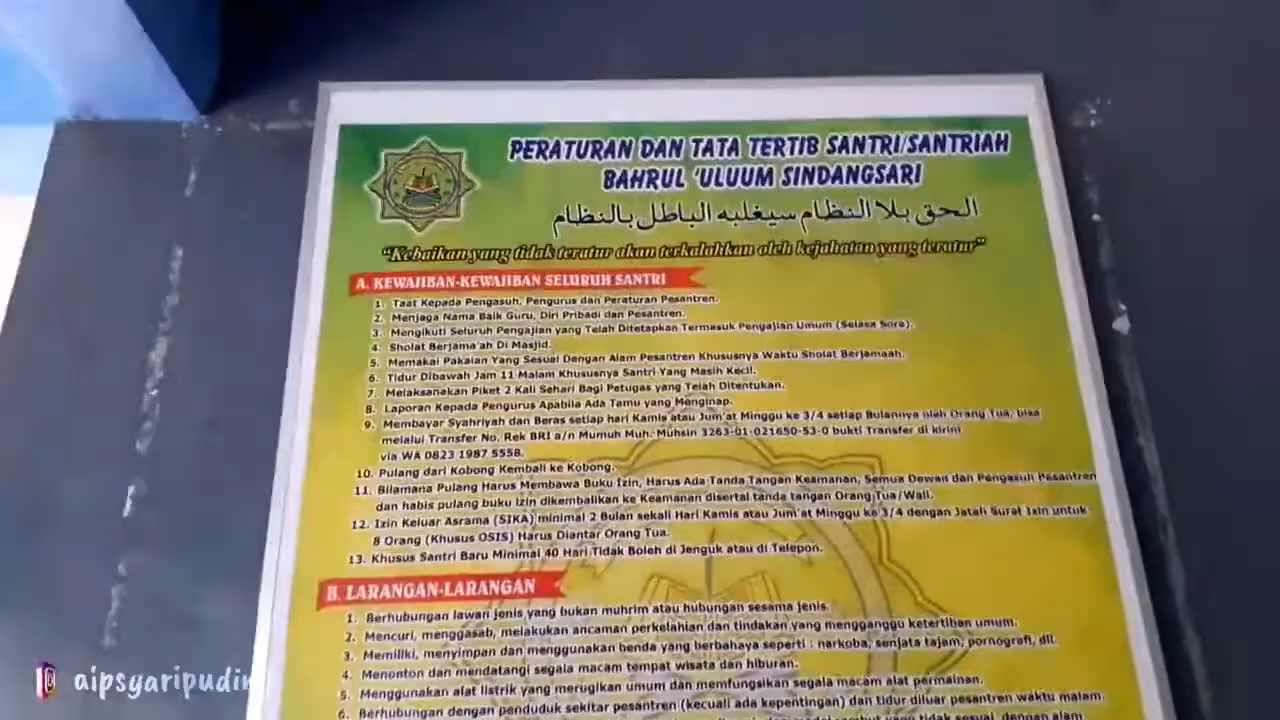 PERATURAN DAN TATA TERTIB SANTRI/SANTRIAH
BAHRUL 'ULUUM SINDANGSARI
الحق بلا النظام سيغلبه الباطل بالنظام
"Kebaikan yang tidak teratur akan terkalahkan oleh kejahatan yang teratur"
A. KEWAJIBAN-KEWAJIBAN SELURUH SANTRI
1. Taat Kepada Pengasuh, Pengurus dan Peraturan Pesantren.
2. Menjaga Nama Baik Guru, Diri Pribadi dan Pesantren.
3. Mengikuti Seluruh Pengajian yang Telah Ditetapkan Termasuk Pengajian Umum (Selasa Sore).
4. Sholat Berjama'ah Di Masjid.
5. Memakai Pakaian Yang Sesuai Dengan Alam Pesantren Khususnya Waktu Sholat Berjamaah.
6. Tidur Dibawah Jam 11 Malam Khususnya Santri Yang Masih Kecil.
7. Melaksanakan Piket 2 Kali Sehari Bagi Petugas yang Telah Ditentukan.
8. Laporan Kepada Pengurus Apabila Ada Tamu yang Menginap.
9. Membayar Syahriyah dan Beras setiap hari Kamis atau Jum'at Minggu ke 3/4 setiap Bulannya oleh Orang Tua, bisa
melalui Transfer No. Rek BRI a/n Mumuh Muh. Muhsin 3263-01-021650-53-0 bukti Transfer di kirim
via WA 0823 1987 5558.
10. Pulang dari Kobong Kembali ke Kobong.
11. Bilamana Pulang Harus Membawa Buku Izin, Harus Ada Tanda Tangan Keamanan, Semua Dewan dan Pengasuh Pesantren
dan habis pulang buku izin dikembalikan ke Keamanan disertai tanda tangan Orang Tua/Wali.
12. Izin Keluar Asrama (SIKA) minimal 2 Bulan sekali Hari Kamis atau Jum'at Minggu ke 3/4 dengan Jatah Surat Izin untuk
8 Orang (Khusus OSIS) Harus Diantar Orang Tua.
13. Khusus Santri Baru Minimal 40 Hari Tidak Boleh di Jenguk atau di Telepon.
B. LARANGAN-LARANGAN
1. Berhubungan lawan jenis yang bukan muhrim atau hubungan sesama jenis.
2. Mencuri, menggasab, melakukan ancaman perkelahian dan tindakan yang mengganggu ketertiban umum.
3. Memiliki, menyimpan dan menggunakan benda yang berbahaya seperti : narkoba, senjata tajam, pornografi, dll.
4. Menonton dan mendatangi segala macam tempat wisata dan hiburan.
5. Menggunakan alat listrik yang merugikan umum dan memfungsikan segala macam alat permainan.
6. Berhubungan dengan penduduk sekitar pesantren (kecuali ada kepentingan) dan tidur diluar pesantren waktu malam.
rambut yang tidak sesuai dengan alam
aipsyaripudin